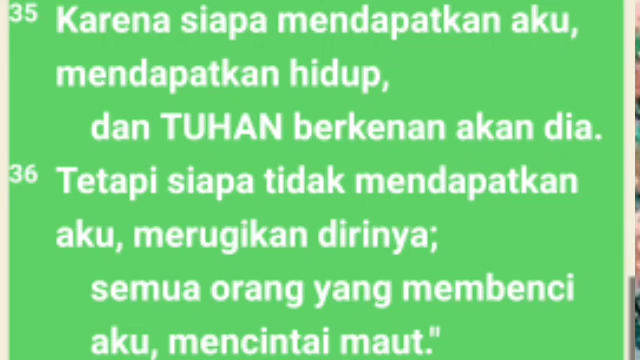 35 Karena siapa mendapatkan aku,
mendapatkan hidup,
dan TUHAN berkenan akan dia.
36 Tetapi siapa tidak mendapatkan
aku, merugikan dirinya;
semua orang yang membenci
aku, mencintai maut."